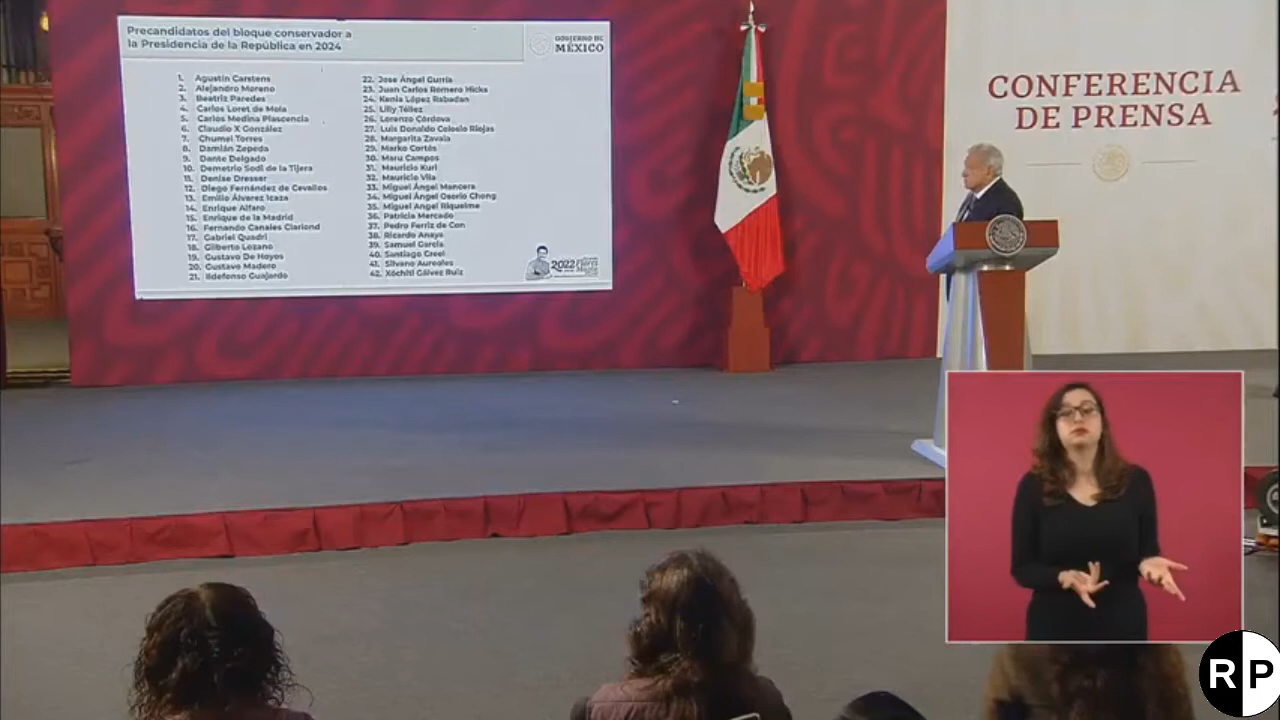 Precandidatos del bloque conservador a
la Presidencia de la República en 2024
GOBIERNO DE
MÉXICO
1. Agustín Carstens
2. Alejandro Moreno
3. Beatriz Paredes
4. Carlos Loret de Mola
5. Carlos Medina Plascencia
6. Claudio X González
7. Chumel Torres
8. Damián Zepeda
9. Dante Delgado
10. Demetrio Sodi de la Tijera
11. Denise Dresser
12. Diego Fernández de Cevallos
13. Emilio Álvarez Icaza
14. Enrique Alfaro
15. Enrique de la Madrid
16. Fernando Canales Clariond
17. Gabriel Quadri
18. Gilberto Lozano
19. Gustavo De Hoyos
20. Gustavo Madero
21. Ildefonso Guajardo
22. Jose Ángel Gurría
23. Juan Carlos Romero Hicks
24. Kenia López Rabadan
25. Lilly Téllez
26. Lorenzo Córdova
27. Luis Donaldo Colosio Riojas
28. Margarita Zavala
29. Marko Cortés
30. Maru Campos
31. Mauricio Kuri
32. Mauricio Vila
33. Miguel Ángel Mancera
34. Miguel Ángel Osorio Chong
35. Miguel Angel Riquelme
36. Patricia Mercado
37. Pedro Ferriz de Con
38. Ricardo Anaya
39. Samuel García
40. Santiago Creel
41. Silvano Aureoles
42. Xóchitl Gálvez Ruiz
2022
CONFERENCIA
DE PRENSA
RP